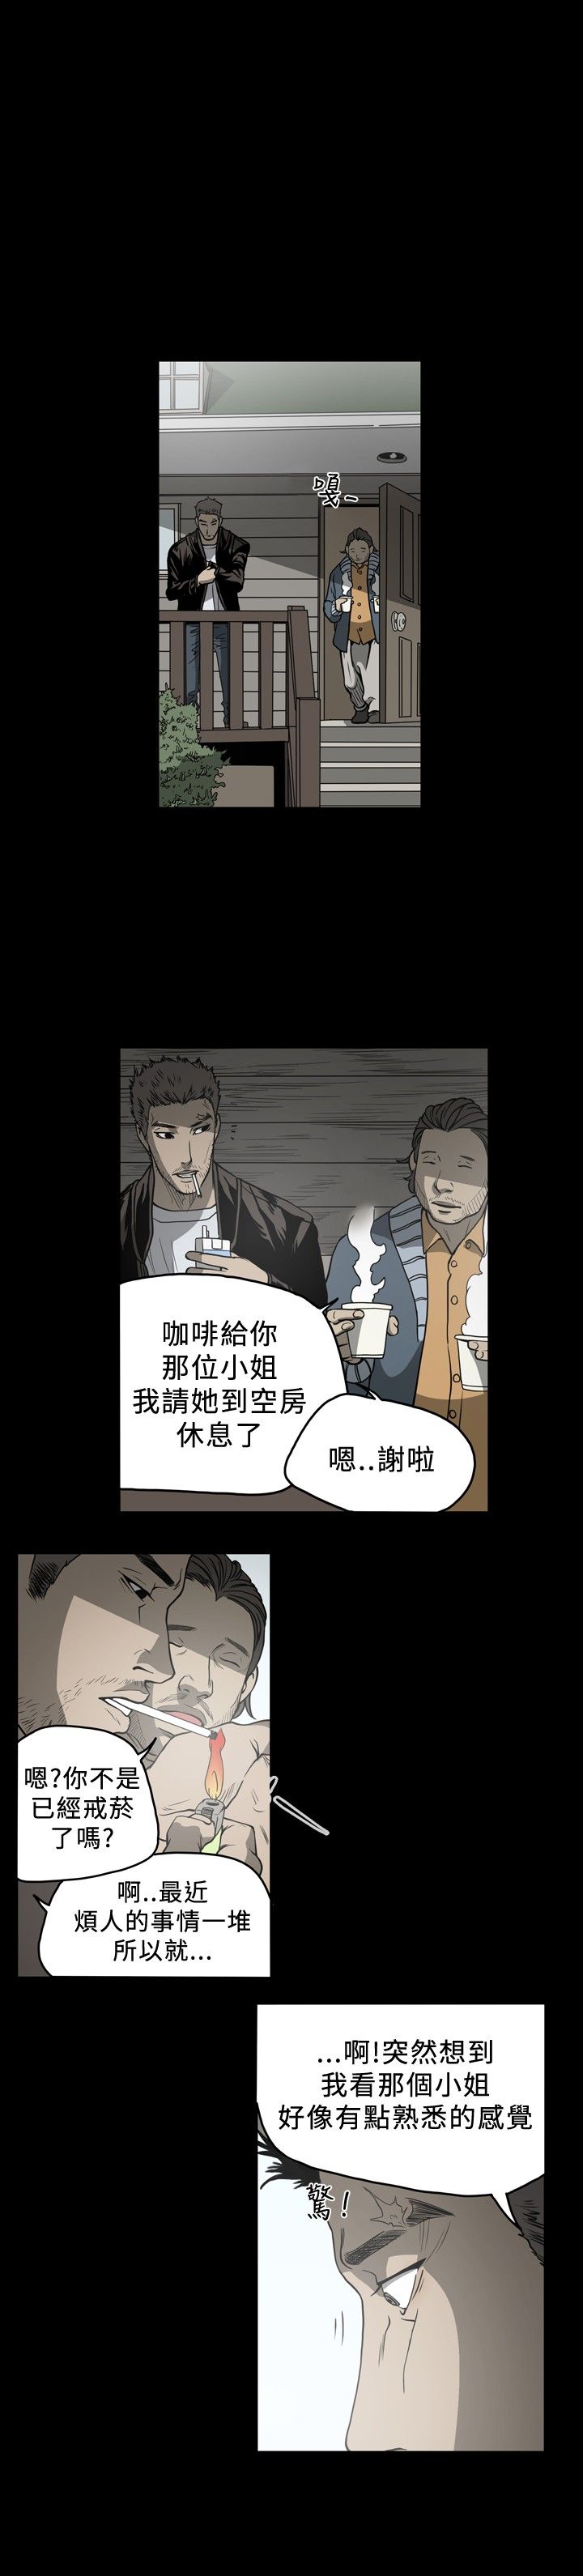 嘎~
咖啡給你
那位小姐
我請她到空房
休息了
嗯..謝啦
嗯?你不是
已經戒菸
了嗎?
啊..最近
煩人的事情一堆
所以就...
...啊!突然想到
我看那個小姐
好像有點熟悉的感覺
驚!